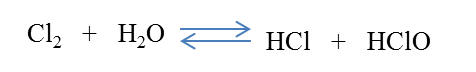 Cl₂ + H₂O ⇌ HCl + HClO